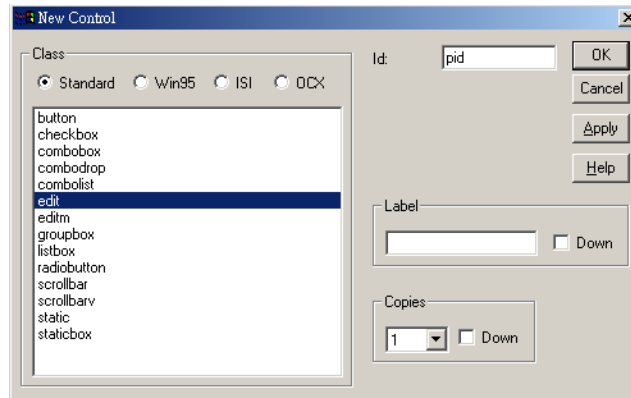 New Control
Class
Standard Win95 ISI OCX
button
checkbox
combobox
combodrop
combolist
edit
editm
groupbox
listbox
radiobutton
scrollbar
scrollbarv
static
staticbox
Id: pid
OK
Cancel
Apply
Help
Label
Down
Copies
1 Down